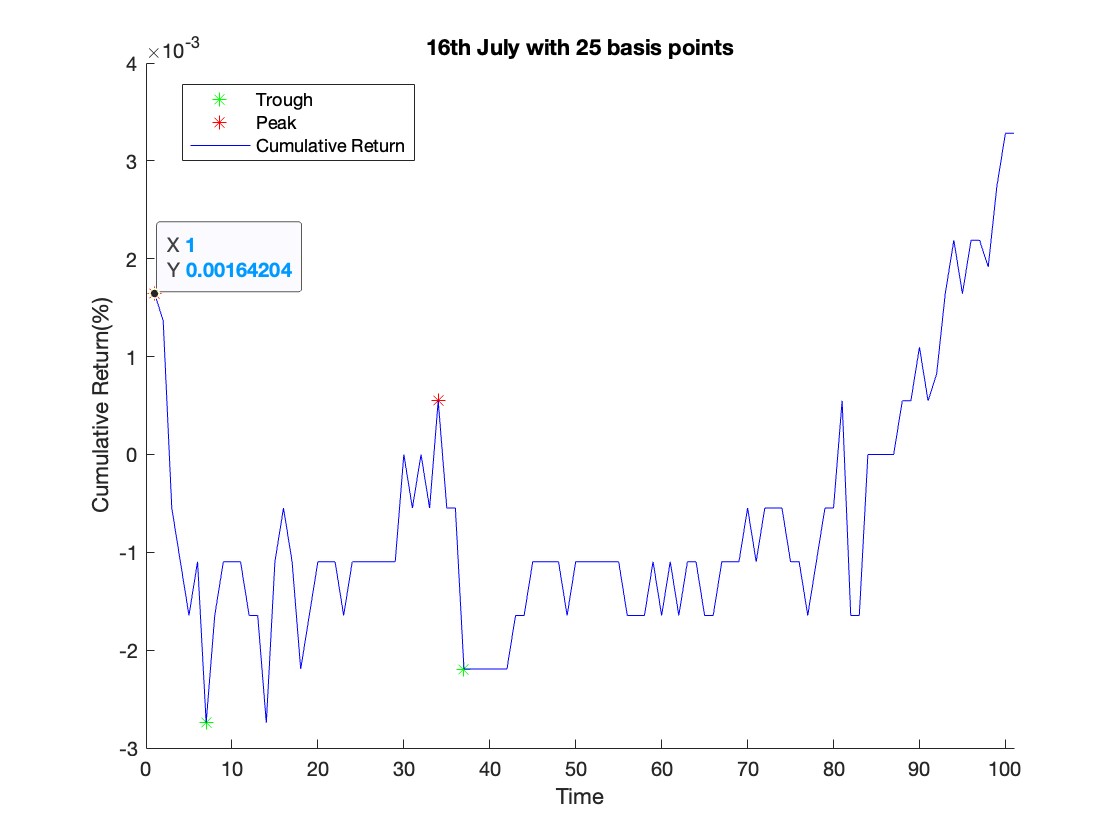 16th July with 25 basis points
×10-3
Trough
Peak
Cumulative Return
X 1
Y 0.00164204
4
3
2
1
0
-1
-2
-3
Cumulative Return(%)
0 10 20 30 40 50 60 70 80 90 100
Time